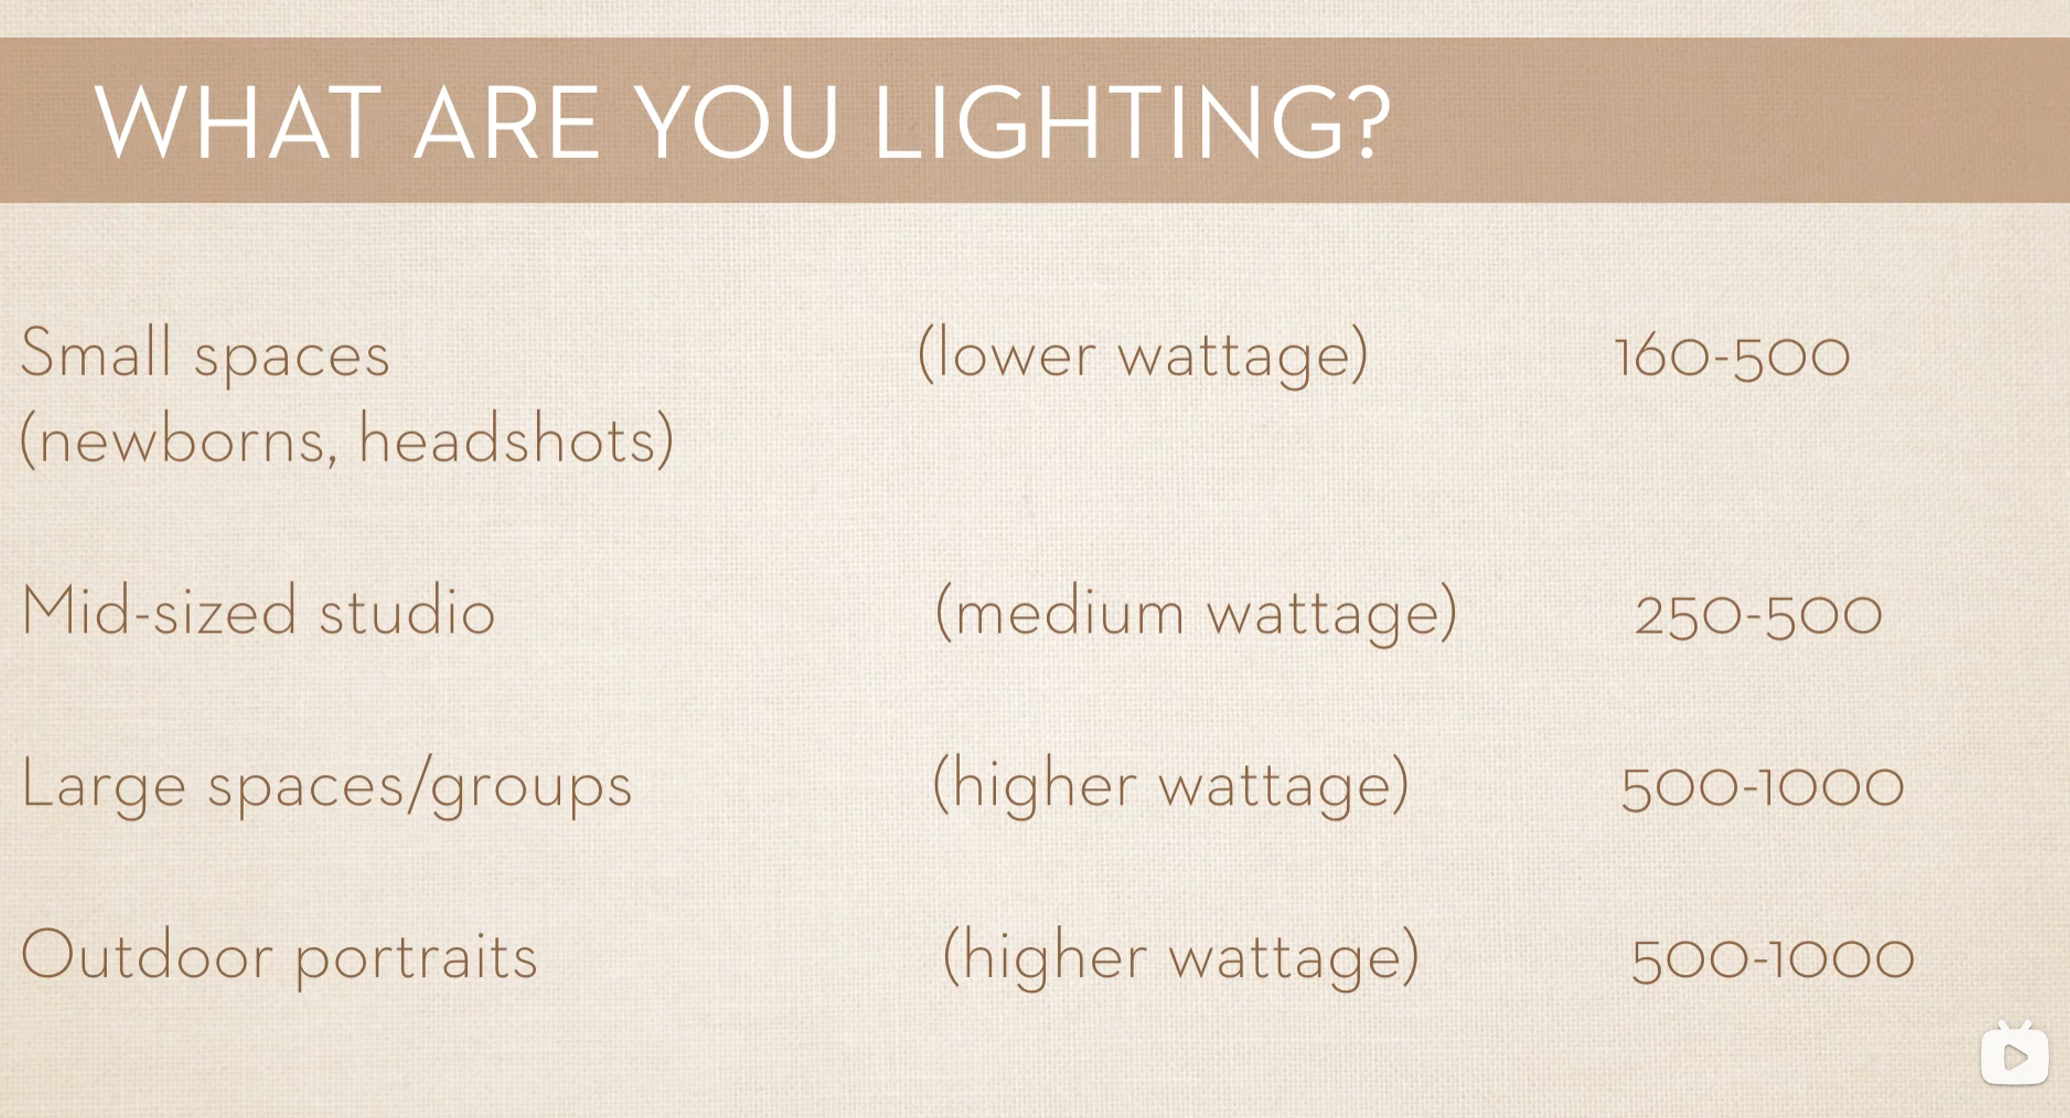 WHAT ARE YOU LIGHTING?
Small spaces (lower wattage) 160-500
(newborns, headshots)
Mid-sized studio (medium wattage) 250-500
Large spaces/groups (higher wattage) 500-1000
Outdoor portraits (higher wattage) 500-1000